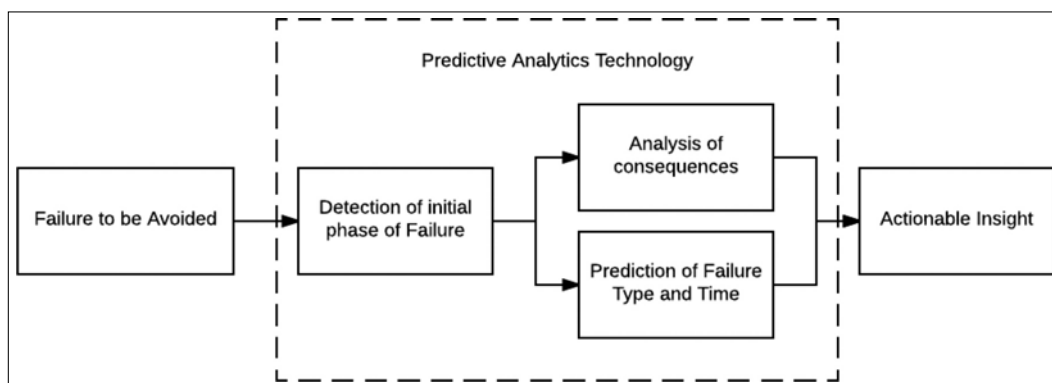 Predictive Analytics Technology
Failure to be Avoided
Detection of initial
phase of Failure
Analysis of
consequences
Prediction of Failure
Type and Time
Actionable Insight